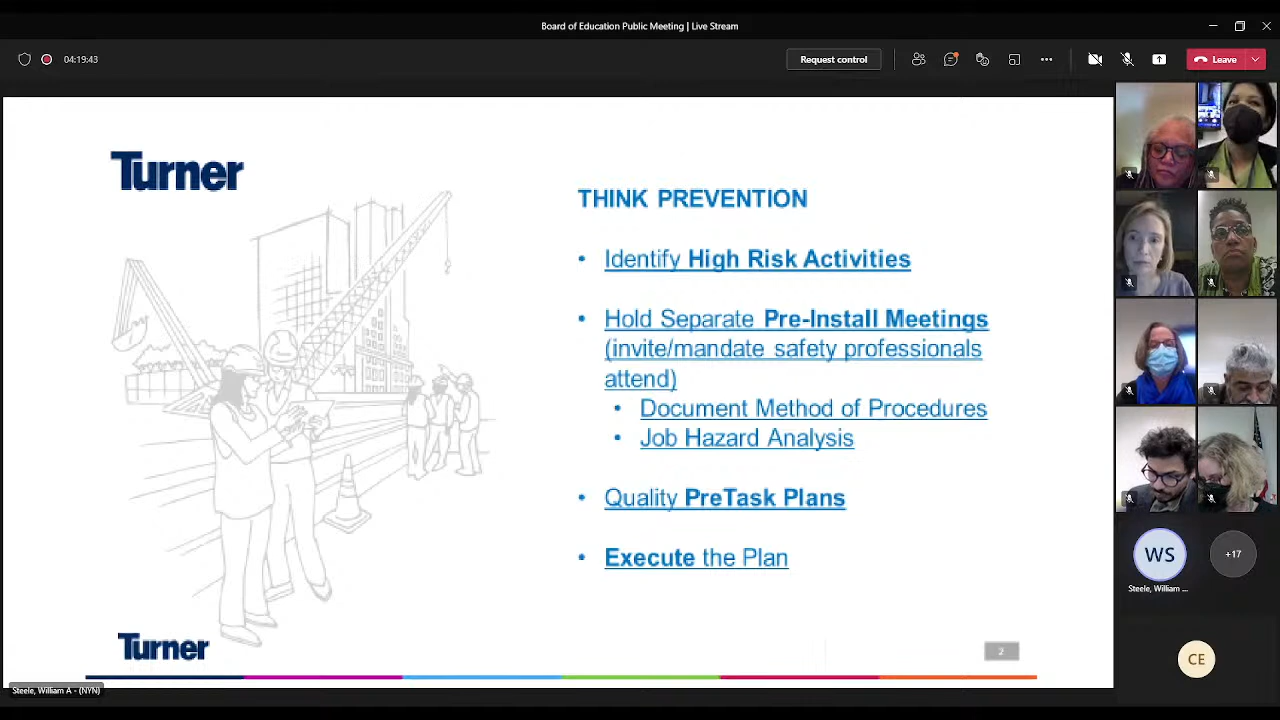 Board of Education Public Meeting | Live Stream
04:19:43
Request control
Leave
Turner
THINK PREVENTION
• Identify High Risk Activities
• Hold Separate Pre-Install Meetings
(invite/mandate safety professionals
attend)
• Document Method of Procedures
• Job Hazard Analysis
• Quality PreTask Plans
• Execute the Plan
Turner
2
Steele, William A - (NYN)
WS
+17
Steele, William ...
CE